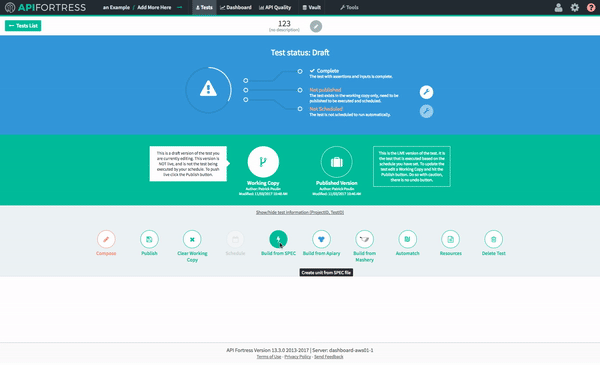 APIFORTRESS
an Example / Add More Here
Tests
Dashboard
API Quality
Vault
Tools
← Tests List
123
(no description)
Test status: Draft
Complete
The test with assertions and inputs is complete.
Not published
The test exists in the working copy only, need to be
published to be executed and scheduled.
Not Scheduled
The test is not scheduled to run automatically.
This is a draft version of the test you
are currently editing. This version is
NOT live, and is not the test being
executed by your schedule. To push
live click the Publish button.
Working Copy
Author: Patrick Poulin
Modified: 11/03/2017 10:46 AM
Published Version
Author: Patrick Poulin
Modified: 11/03/2017 10:46 AM
This is the LIVE version of the test. It is
the test that is executed based on the
schedule you have set. To update the
test edit a Working Copy and hit the
Publish button. Do so with caution,
there is no undo button.
Show/hide test information (ProjectID, TestID)
Compose
Publish
Clear Working
Copy
Schedule
Build from SPEC
Build from Apiary
Build from
Mashery
Automatch
Resources
Delete Test
Create unit from SPEC file
API Fortress Version 13.3.0 2013-2017 | Server: dashboard-aws01-1
Terms of Use - Privacy Policy - Send Feedback